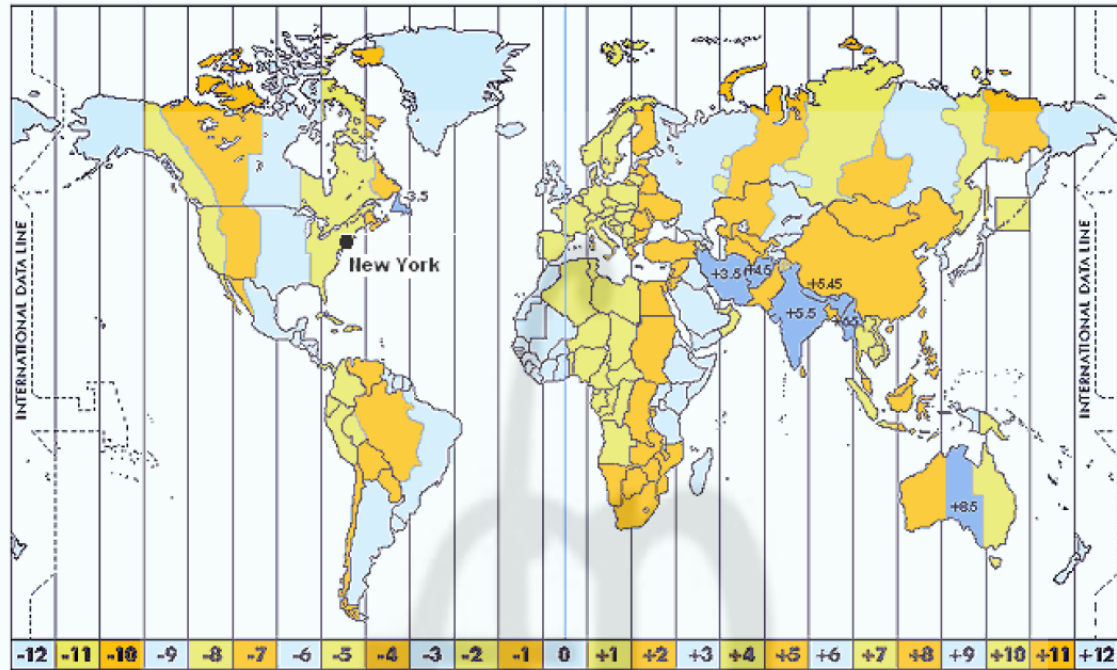 -3.5
New York
+3.5
+4.5
+5.45
+5.5
+6.5
+8.5
INTERNATIONAL DATA LINE
INTERNATIONAL DATA LINE
-12 -11 -10 -9 -8 -7 -6 -5 -4 -3 -2 -1 0 +1 +2 +3 +4 +5 +6 +7 +8 +9 +10 +11 +12